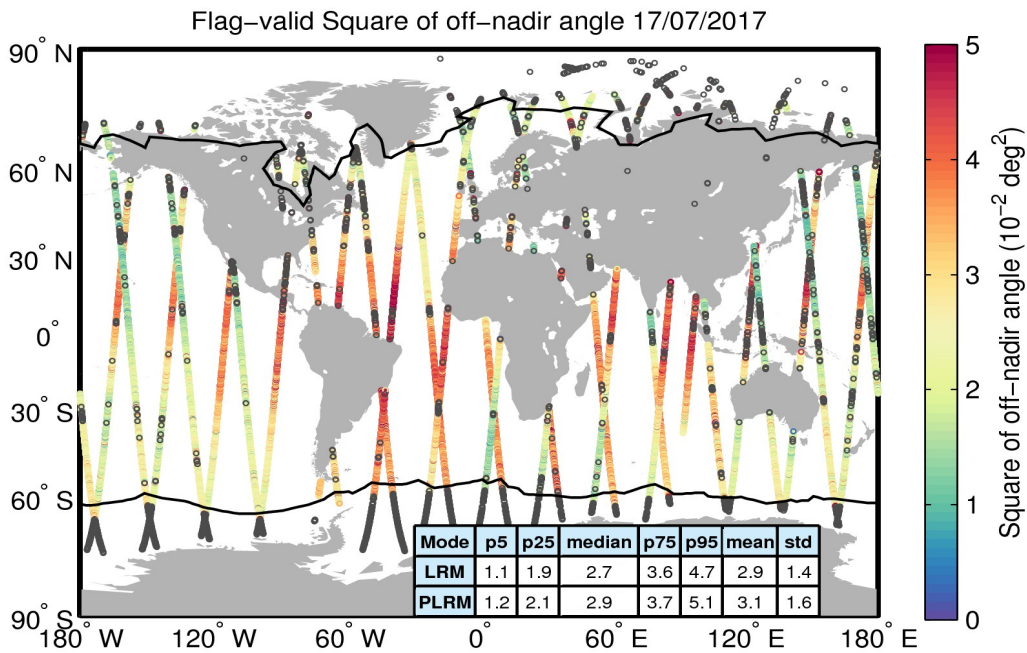 Flag−valid Square of off−nadir angle 17/07/2017
90° N
60° N
30° N
0°
30° S
60° S
90° S
180° W 120° W 60° W 0° 60° E 120° E 180° E
Mode p5 p25 median p75 p95 mean std
LRM 1.1 1.9 2.7 3.6 4.7 2.9 1.4
PLRM 1.2 2.1 2.9 3.7 5.1 3.1 1.6
5
4
3
2
1
0
Square of off−nadir angle (10⁻² deg²)